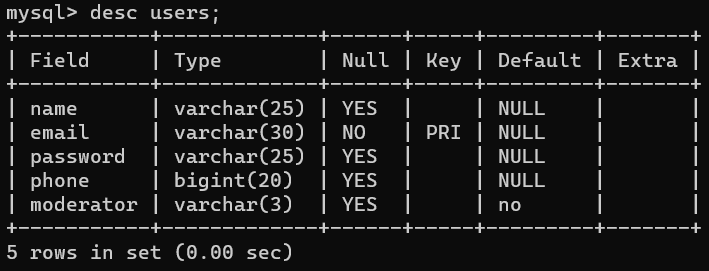 mysql> desc users;
+-----------+-------------+------+-----+---------+-------+
| Field     | Type        | Null | Key | Default | Extra |
+-----------+-------------+------+-----+---------+-------+
| name      | varchar(25) | YES  |     | NULL    |       |
| email     | varchar(30) | NO   | PRI | NULL    |       |
| password  | varchar(25) | YES  |     | NULL    |       |
| phone     | bigint(20)  | YES  |     | NULL    |       |
| moderator | varchar(3)  | YES  |     | no      |       |
+-----------+-------------+------+-----+---------+-------+
5 rows in set (0.00 sec)